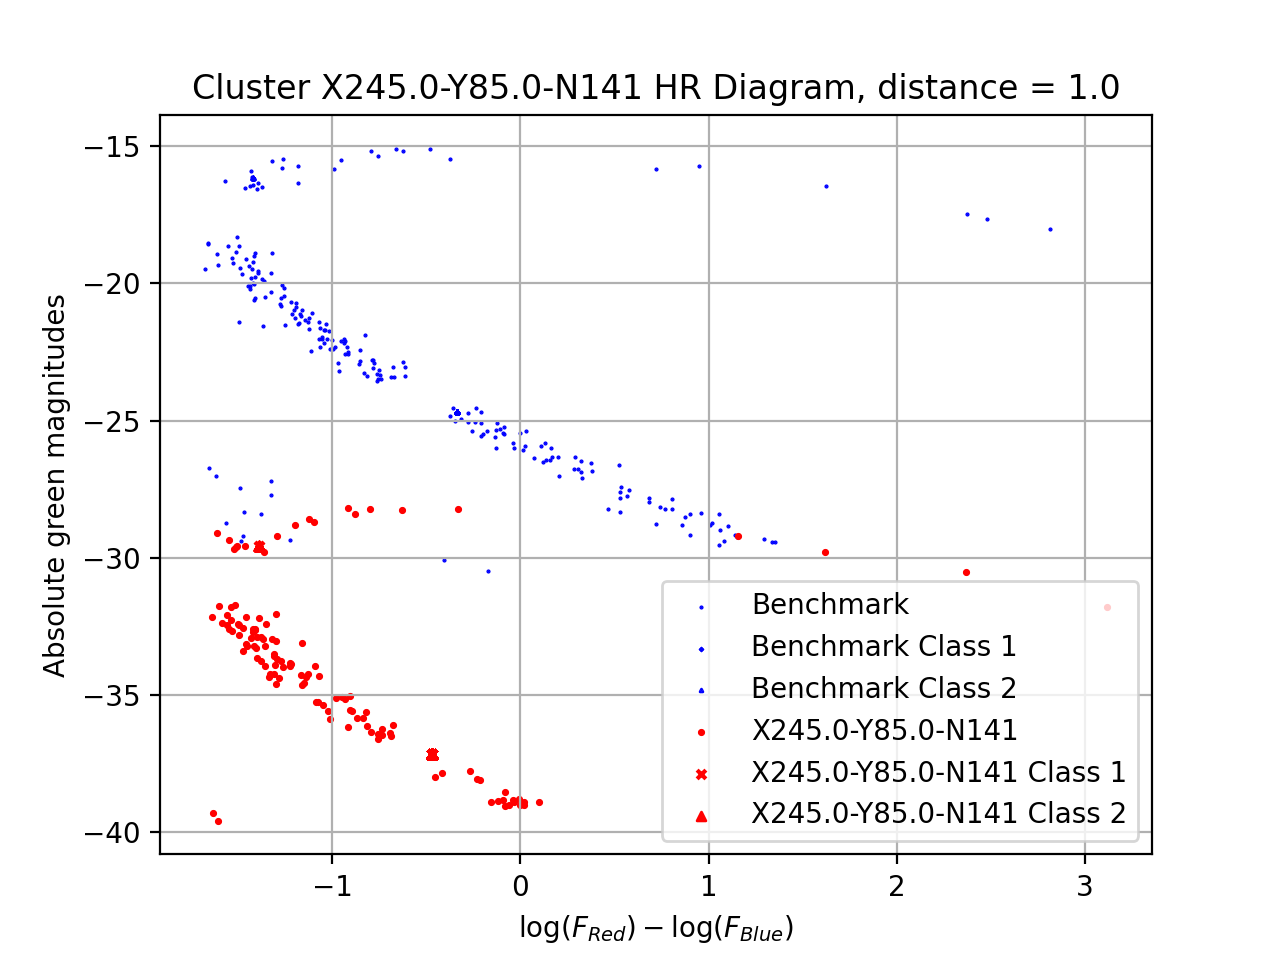 Cluster X245.0-Y85.0-N141 HR Diagram, distance = 1.0
Absolute green magnitudes
−15
−20
−25
−30
−35
−40
Benchmark
Benchmark Class 1
Benchmark Class 2
X245.0-Y85.0-N141
X245.0-Y85.0-N141 Class 1
X245.0-Y85.0-N141 Class 2
−1 0 1 2 3
log(F_Red) − log(F_Blue)